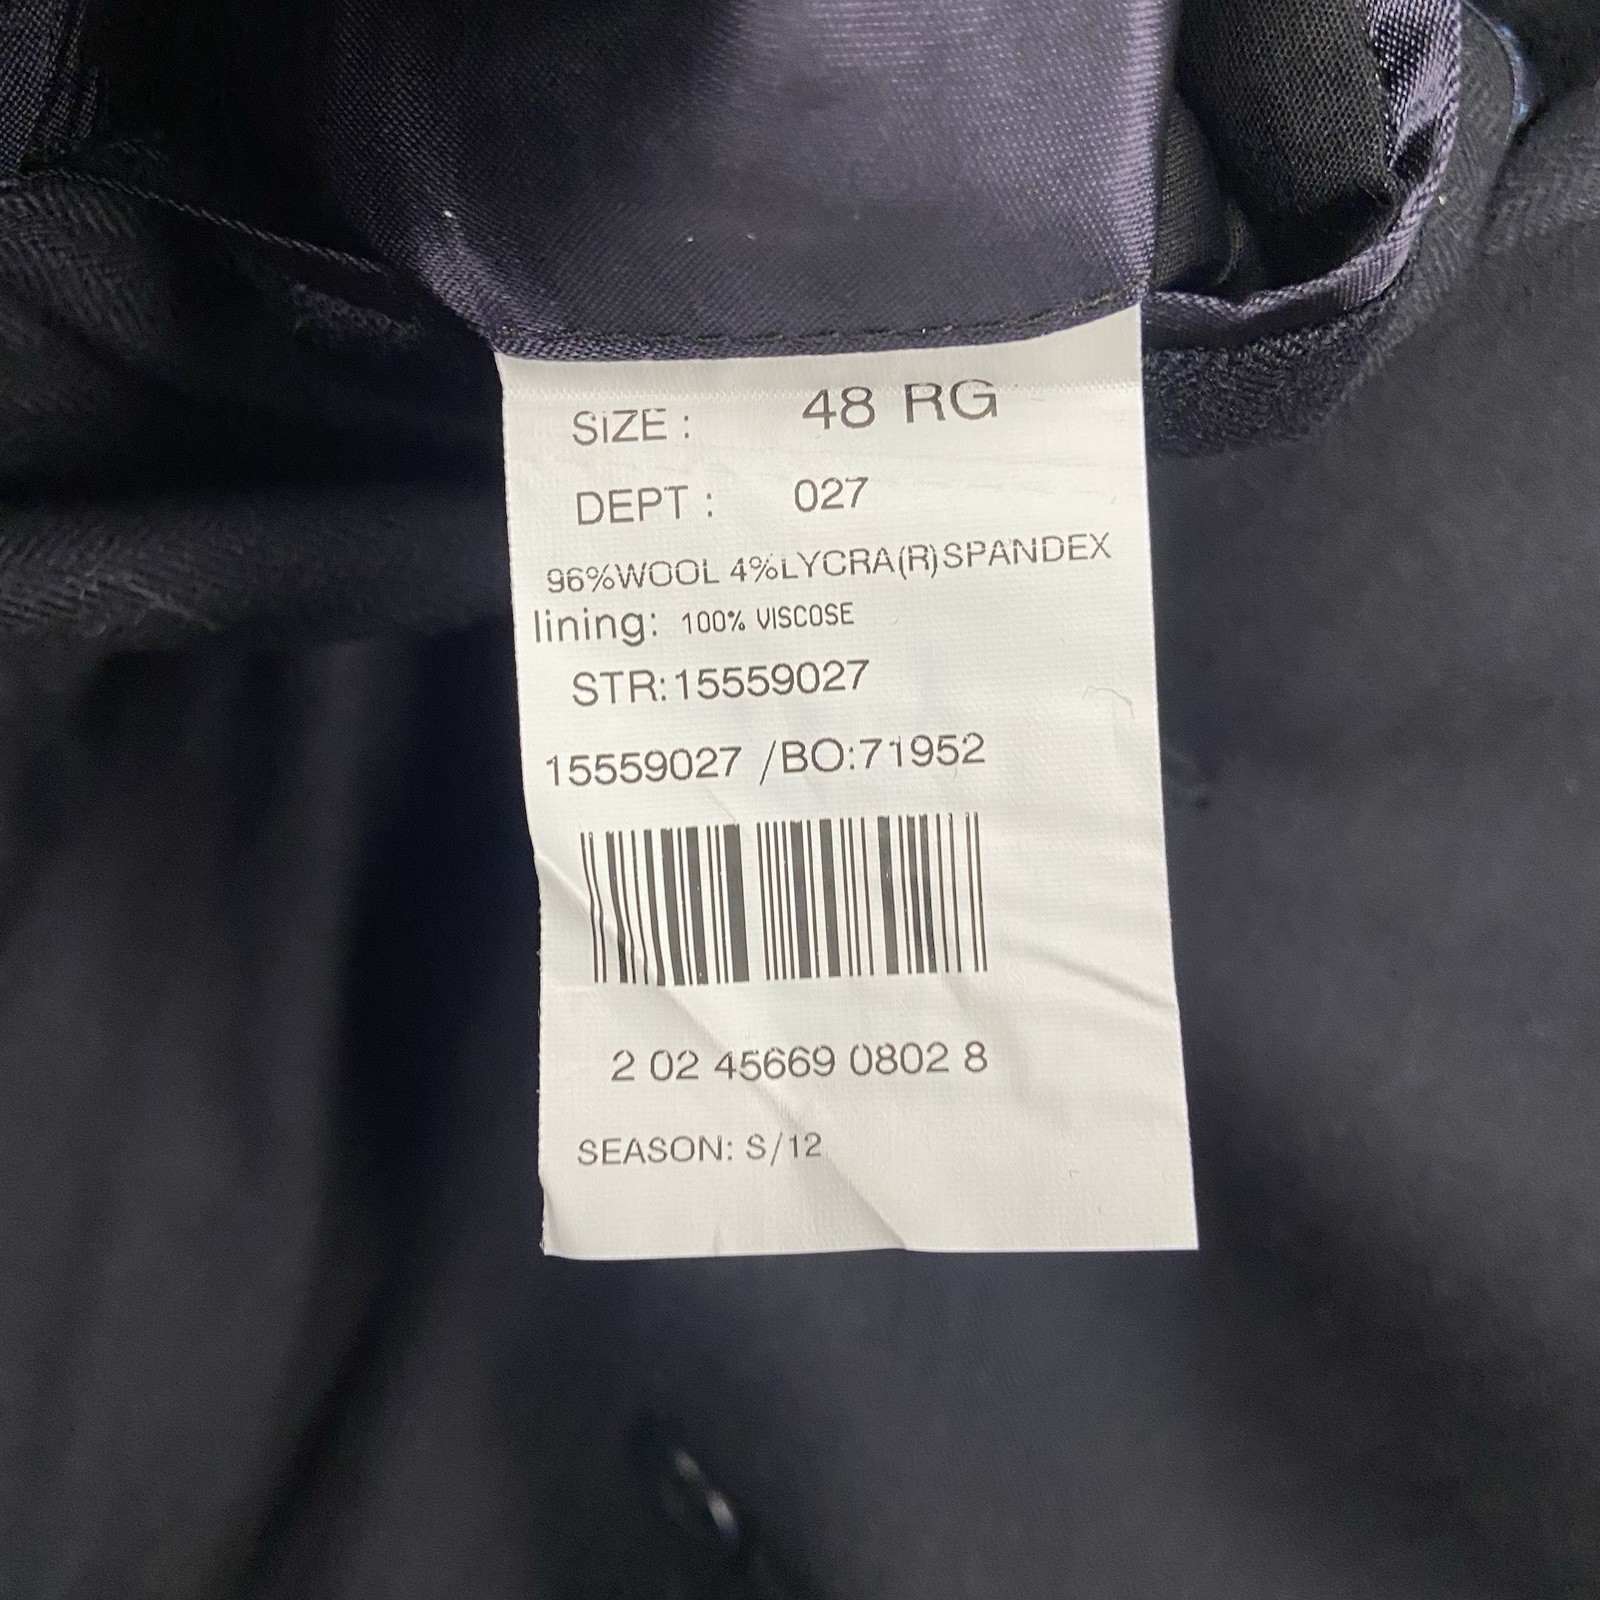 SIZE : 48 RG
DEPT : 027
96%WOOL 4%LYCRA(R)SPANDEX
lining: 100% VISCOSE
STR:15559027
15559027 /BO:71952
2 02 45669 0802 8
SEASON: S/12